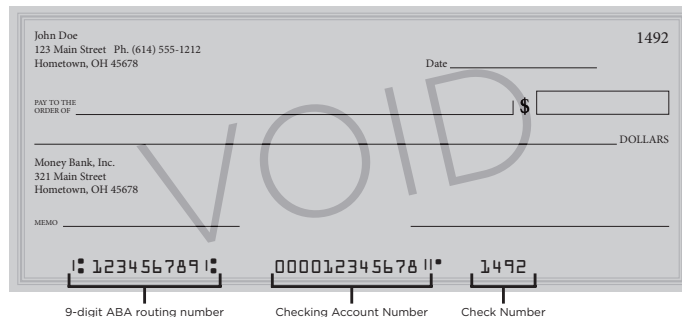 John Doe
1492
123 Main Street Ph. (614) 555-1212
Hometown, OH 45678
Date
PAY TO THE
ORDER OF
$
DOLLARS
VOID
Money Bank, Inc.
321 Main Street
Hometown, OH 45678
MEMO
⑆123456789⑆ 000012345678⑈ 1492
9-digit ABA routing number Checking Account Number Check Number